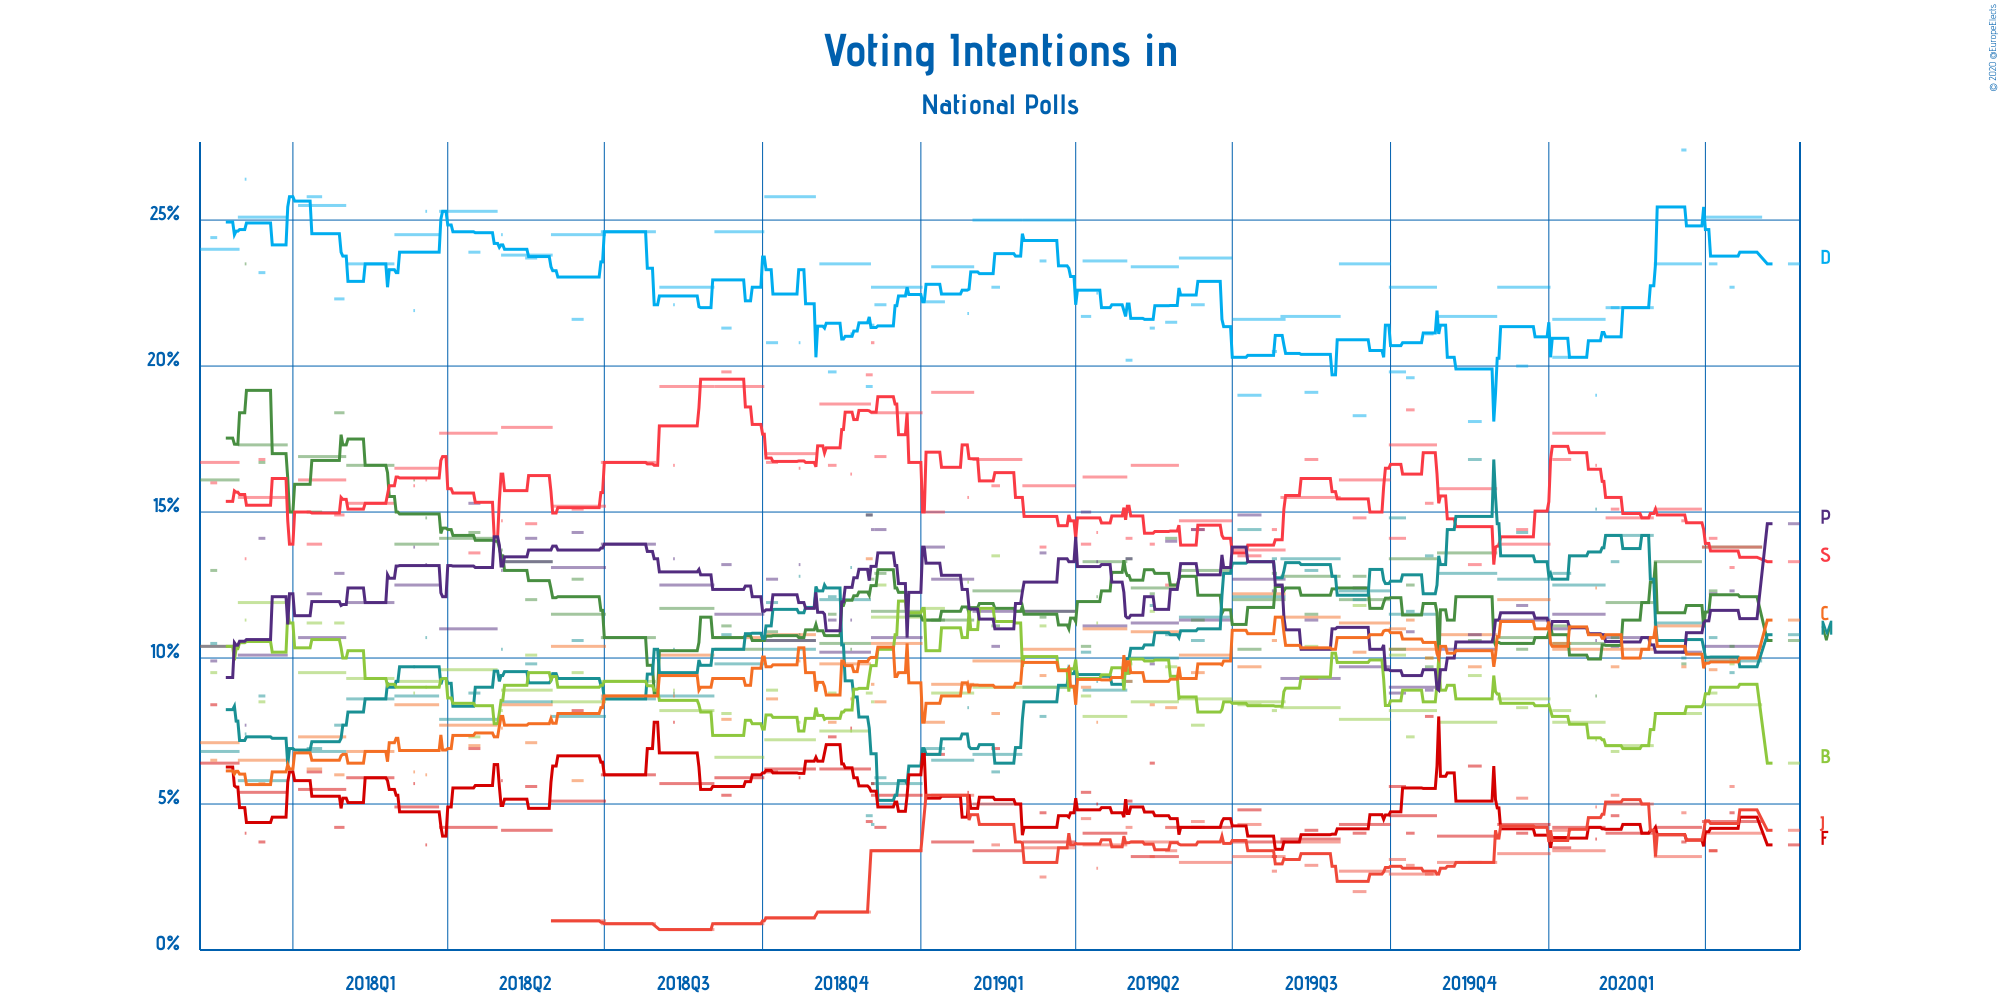 © 2020 @EuropeElects
Voting Intentions in
National Polls
25%
20%
15%
10%
5%
0%
D
P
S
C
M
B
F
2018Q1 2018Q2 2018Q3 2018Q4 2019Q1 2019Q2 2019Q3 2019Q4 2020Q1